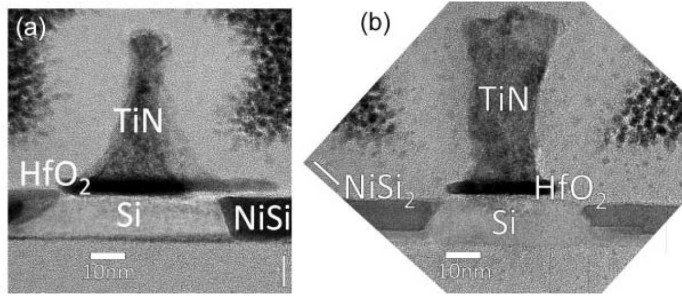 (a)
TiN
HfO2
Si
NiSi
10nm
(b)
TiN
NiSi2
HfO2
Si
10nm